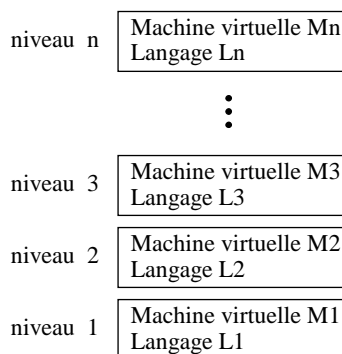 niveau n
Machine virtuelle Mn
Langage Ln
niveau 3
Machine virtuelle M3
Langage L3
niveau 2
Machine virtuelle M2
Langage L2
niveau 1
Machine virtuelle M1
Langage L1